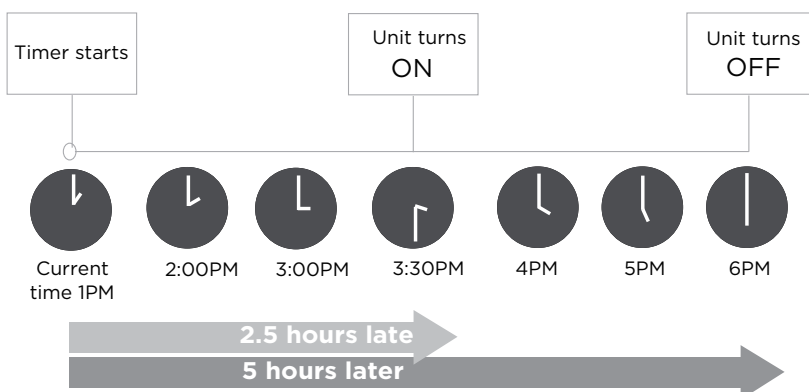 Timer starts
Unit turns
ON
Unit turns
OFF
Current
time 1PM
2:00PM
3:00PM
3:30PM
4PM
5PM
6PM
2.5 hours late
5 hours later